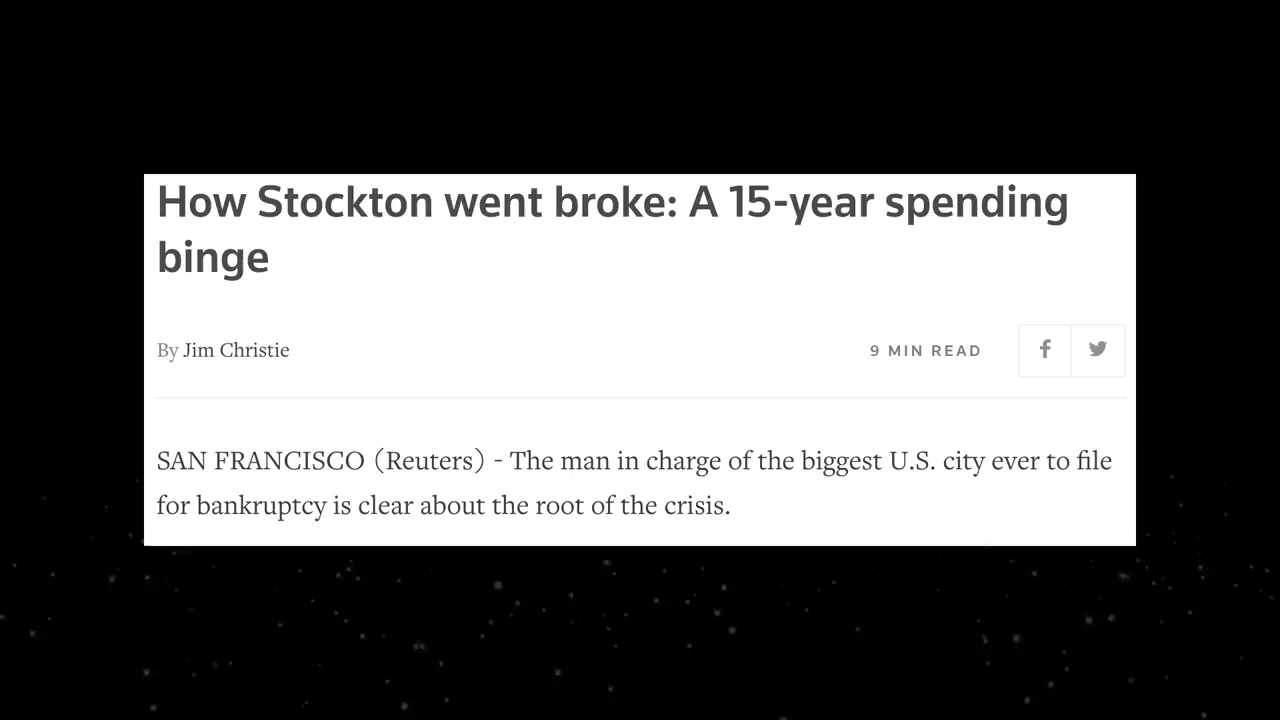 How Stockton went broke: A 15-year spending
binge
By Jim Christie
9 MIN READ
SAN FRANCISCO (Reuters) - The man in charge of the biggest U.S. city ever to file
for bankruptcy is clear about the root of the crisis.